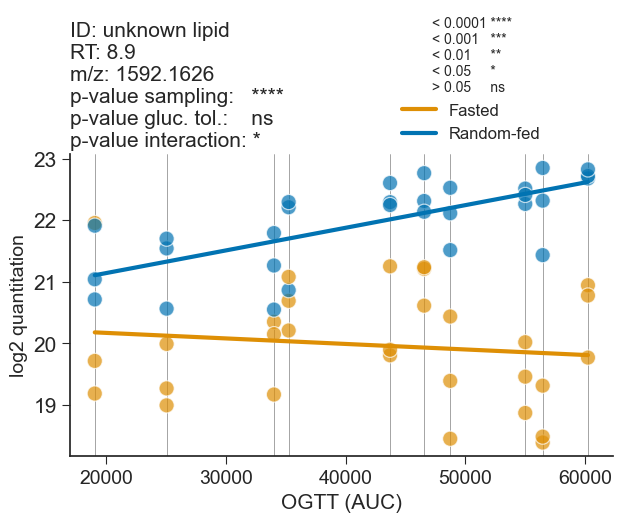 ID: unknown lipid
RT: 8.9
m/z: 1592.1626
p-value sampling: ****
p-value gluc. tol.: ns
p-value interaction: *
< 0.0001 ****
< 0.001 ***
< 0.01 **
< 0.05 *
> 0.05 ns
Fasted
Random-fed
log2 quantitation
23
22
21
20
19
20000 30000 40000 50000 60000
OGTT (AUC)